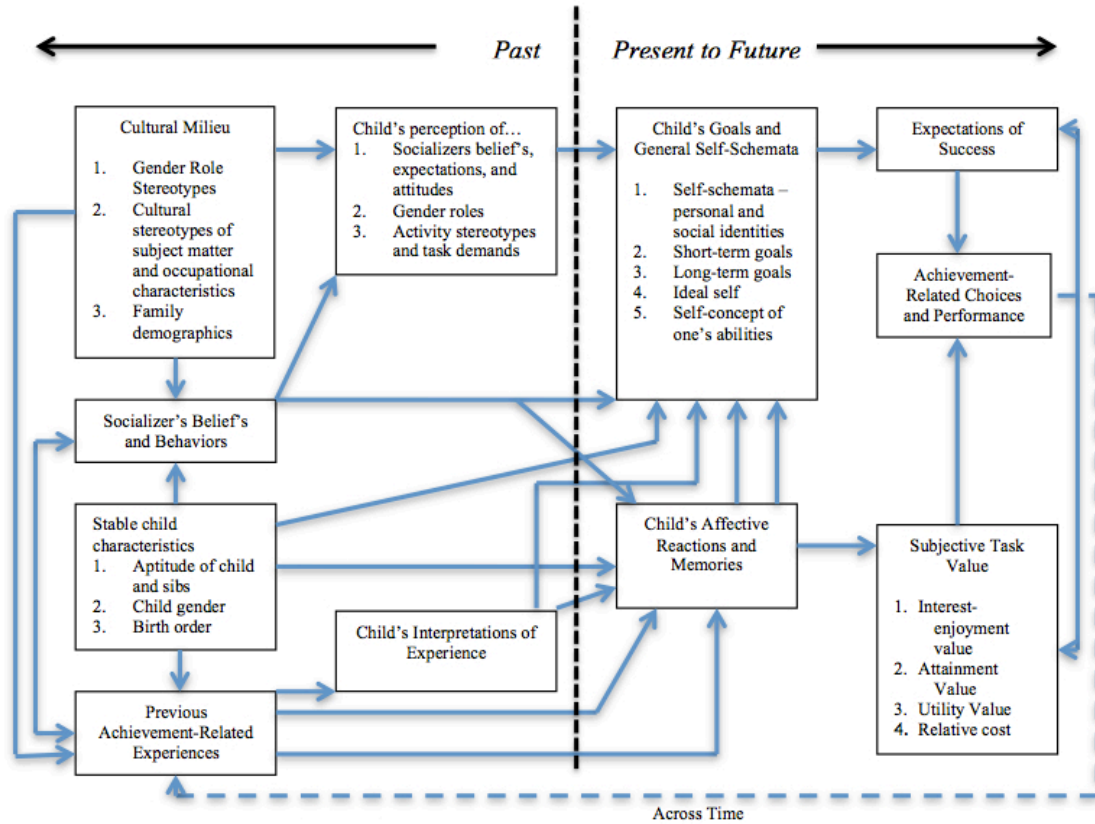 Past
Present to Future
Cultural Milieu
1. Gender Role
Stereotypes
2. Cultural
stereotypes of
subject matter
and occupational
characteristics
3. Family
demographics
Child's perception of…
1. Socializers belief's,
expectations, and
attitudes
2. Gender roles
3. Activity stereotypes
and task demands
Child's Goals and
General Self-Schemata
1. Self-schemata –
personal and
social identities
2. Short-term goals
3. Long-term goals
4. Ideal self
5. Self-concept of
one's abilities
Expectations of
Success
Achievement-
Related Choices
and Performance
Socializer's Belief's
and Behaviors
Stable child
characteristics
1. Aptitude of child
and sibs
2. Child gender
3. Birth order
Child's Affective
Reactions and
Memories
Subjective Task
Value
1. Interest-
enjoyment
value
2. Attainment
Value
3. Utility Value
4. Relative cost
Child's Interpretations of
Experience
Previous
Achievement-Related
Experiences
Across Time